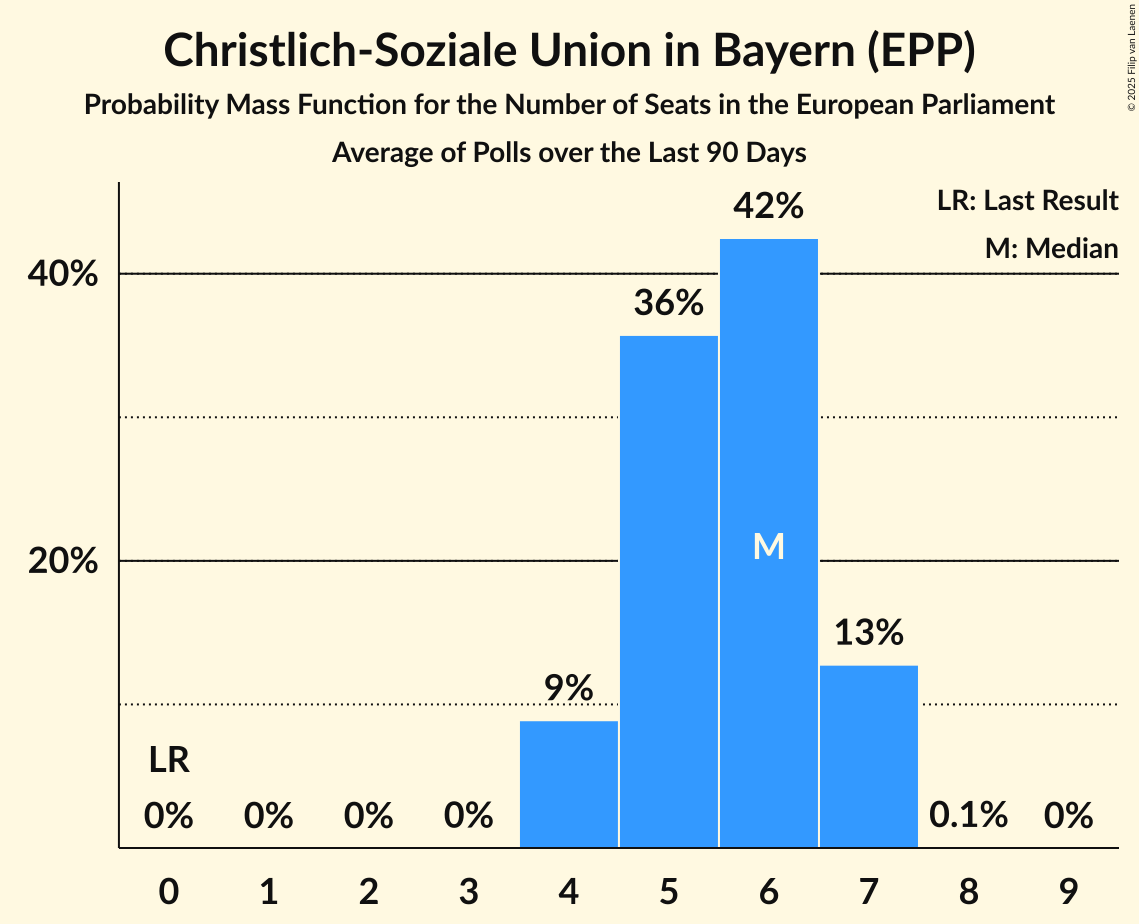 Christlich-Soziale Union in Bayern (EPP)
Probability Mass Function for the Number of Seats in the European Parliament
Average of Polls over the Last 90 Days
© 2025 Filip van Laenen
LR: Last Result
M: Median
42%
40%
36%
M
20%
13%
9%
LR
0% 0% 0% 0% 0.1% 0%
0 1 2 3 4 5 6 7 8 9